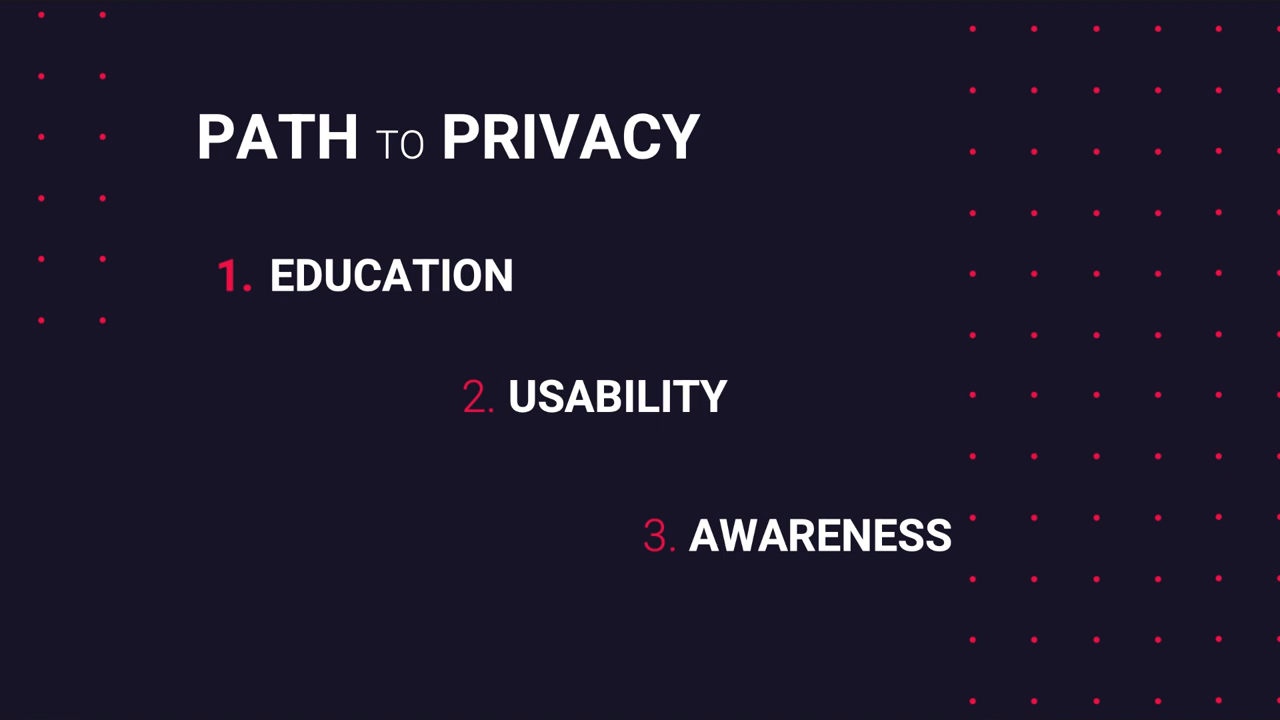 PATH TO PRIVACY
1. EDUCATION
2. USABILITY
3. AWARENESS